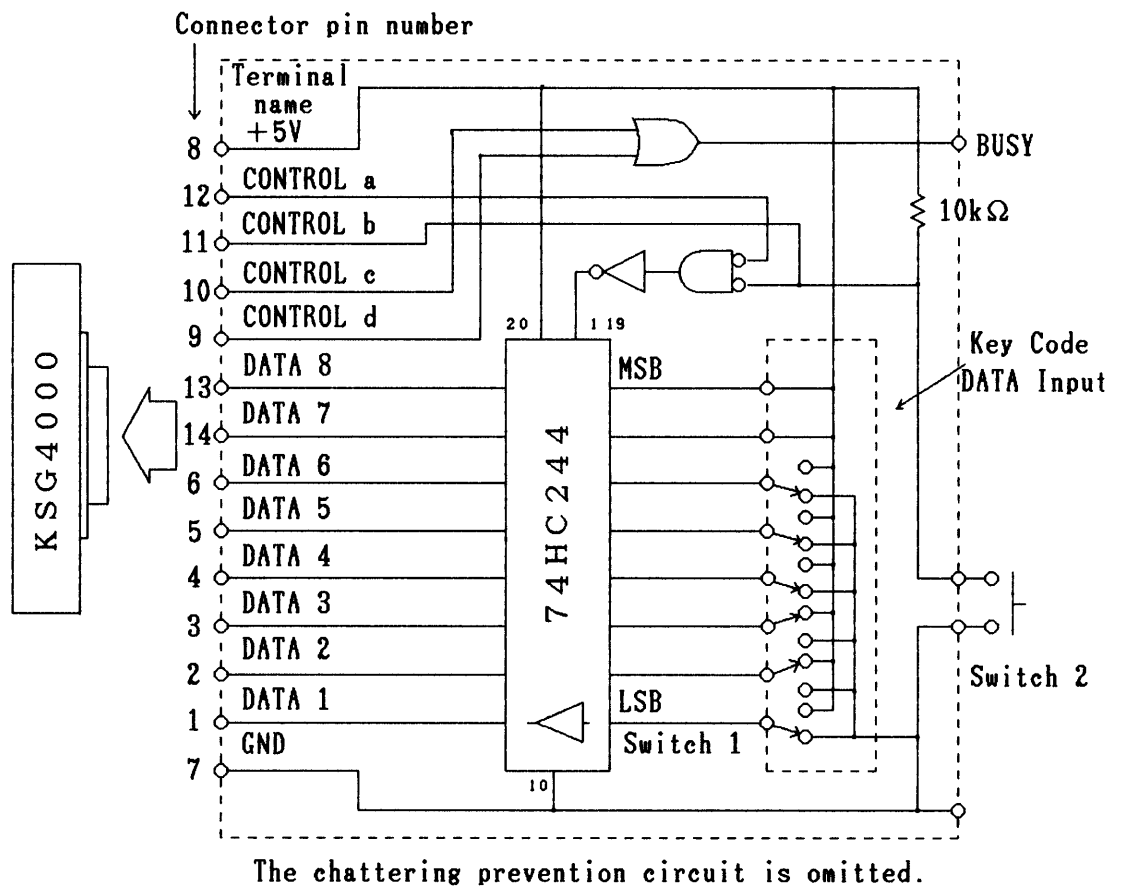 Connector pin number
Terminal
name
8 +5V
BUSY
12 CONTROL a
11 CONTROL b
10kΩ
10 CONTROL c
9 CONTROL d
20 1 19
Key Code
DATA Input
KSG4000
74HC244
13 DATA 8
MSB
14 DATA 7
6 DATA 6
5 DATA 5
4 DATA 4
3 DATA 3
2 DATA 2
Switch 2
1 DATA 1
LSB
Switch 1
7 GND
10
The chattering prevention circuit is omitted.